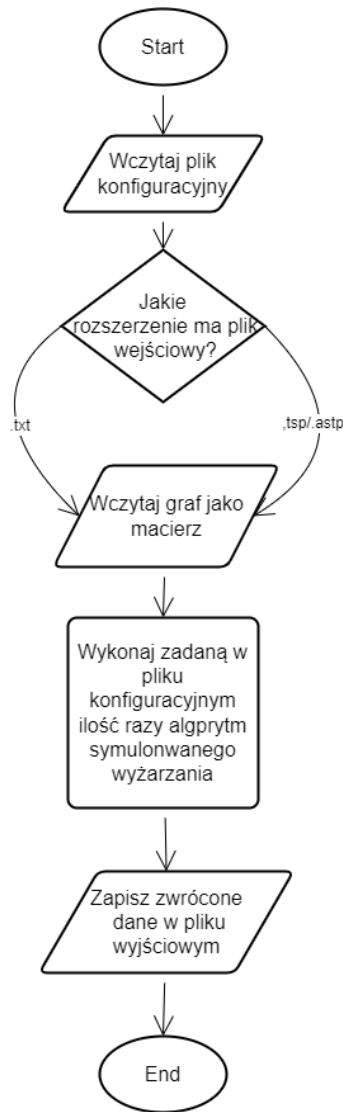 Start
Wczytaj plik
konfiguracyjny
Jakie
rozszerzenie ma plik
wejściowy?
.txt
,tsp/.astp
Wczytaj graf jako
macierz
Wykonaj zadaną w
pliku
konfiguracyjnym
ilość razy algprytm
symulonwanego
wyżarzania
Zapisz zwrócone
dane w pliku
wyjściowym
End